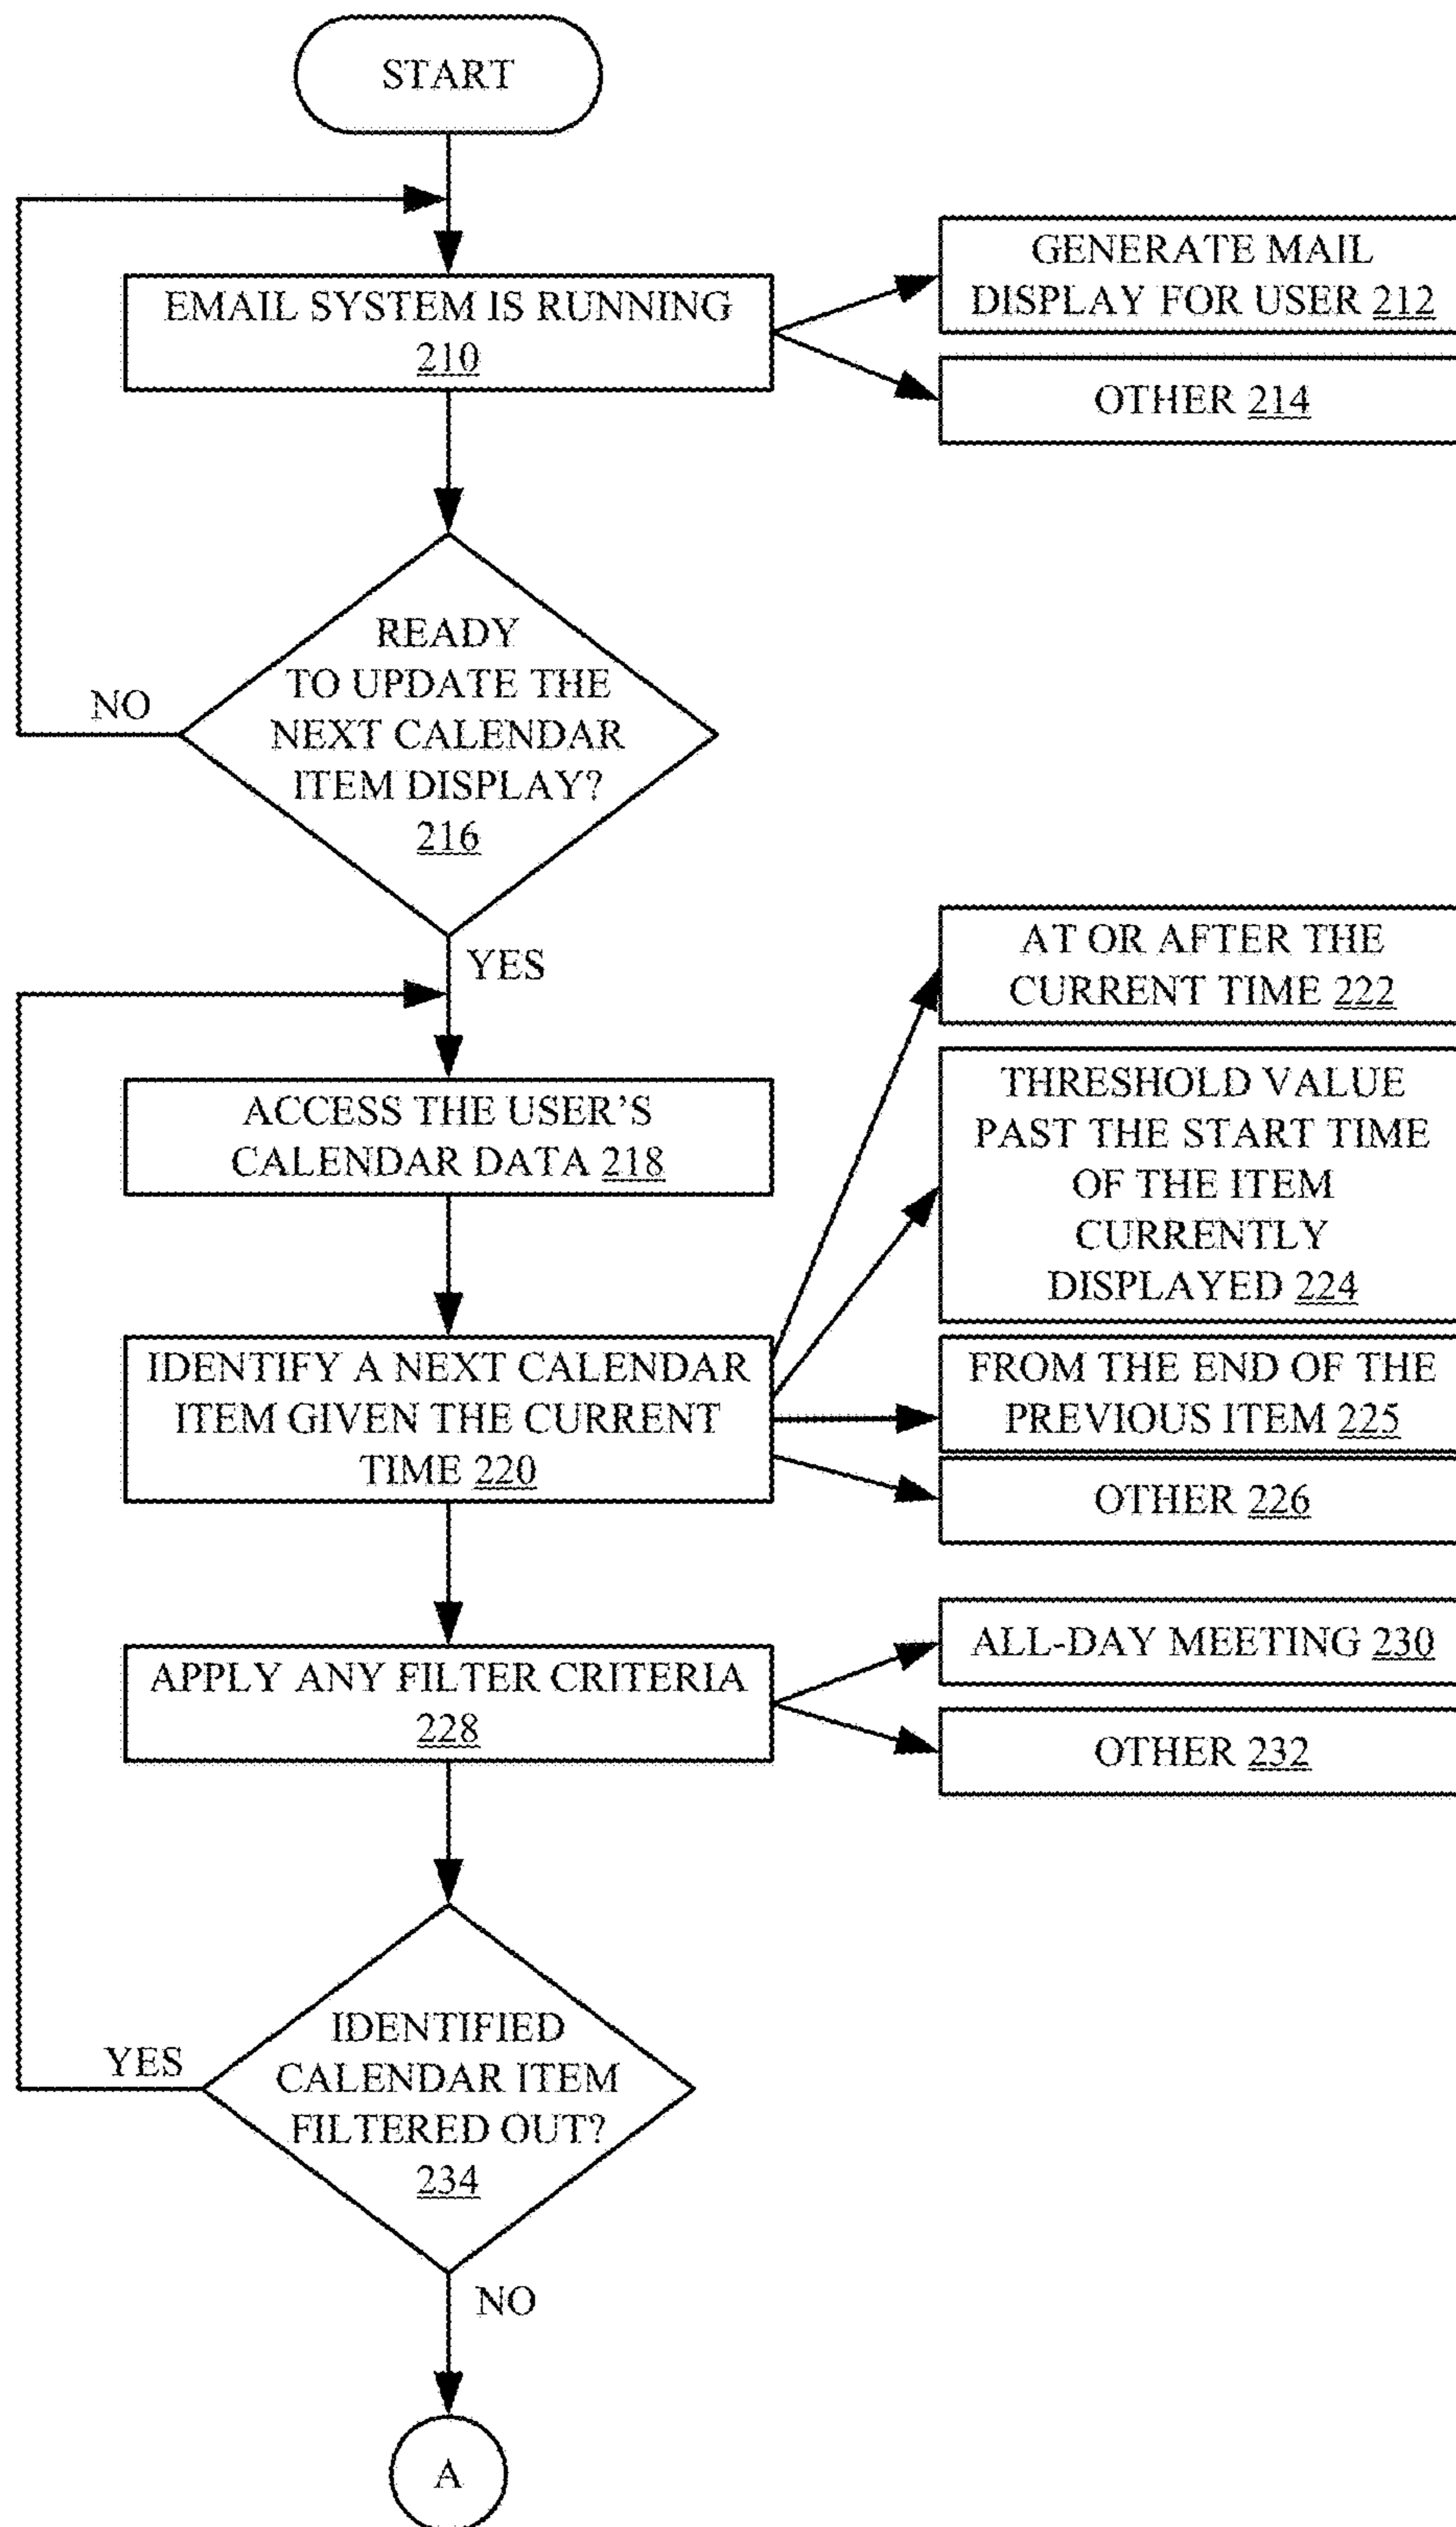 START
EMAIL SYSTEM IS RUNNING
210
GENERATE MAIL
DISPLAY FOR USER 212
OTHER 214
READY
TO UPDATE THE
NEXT CALENDAR
ITEM DISPLAY?
216
NO
YES
ACCESS THE USER'S
CALENDAR DATA 218
IDENTIFY A NEXT CALENDAR
ITEM GIVEN THE CURRENT
TIME 220
AT OR AFTER THE
CURRENT TIME 222
THRESHOLD VALUE
PAST THE START TIME
OF THE ITEM
CURRENTLY
DISPLAYED 224
FROM THE END OF THE
PREVIOUS ITEM 225
OTHER 226
APPLY ANY FILTER CRITERIA
228
ALL-DAY MEETING 230
OTHER 232
IDENTIFIED
CALENDAR ITEM
FILTERED OUT?
234
YES
NO
A